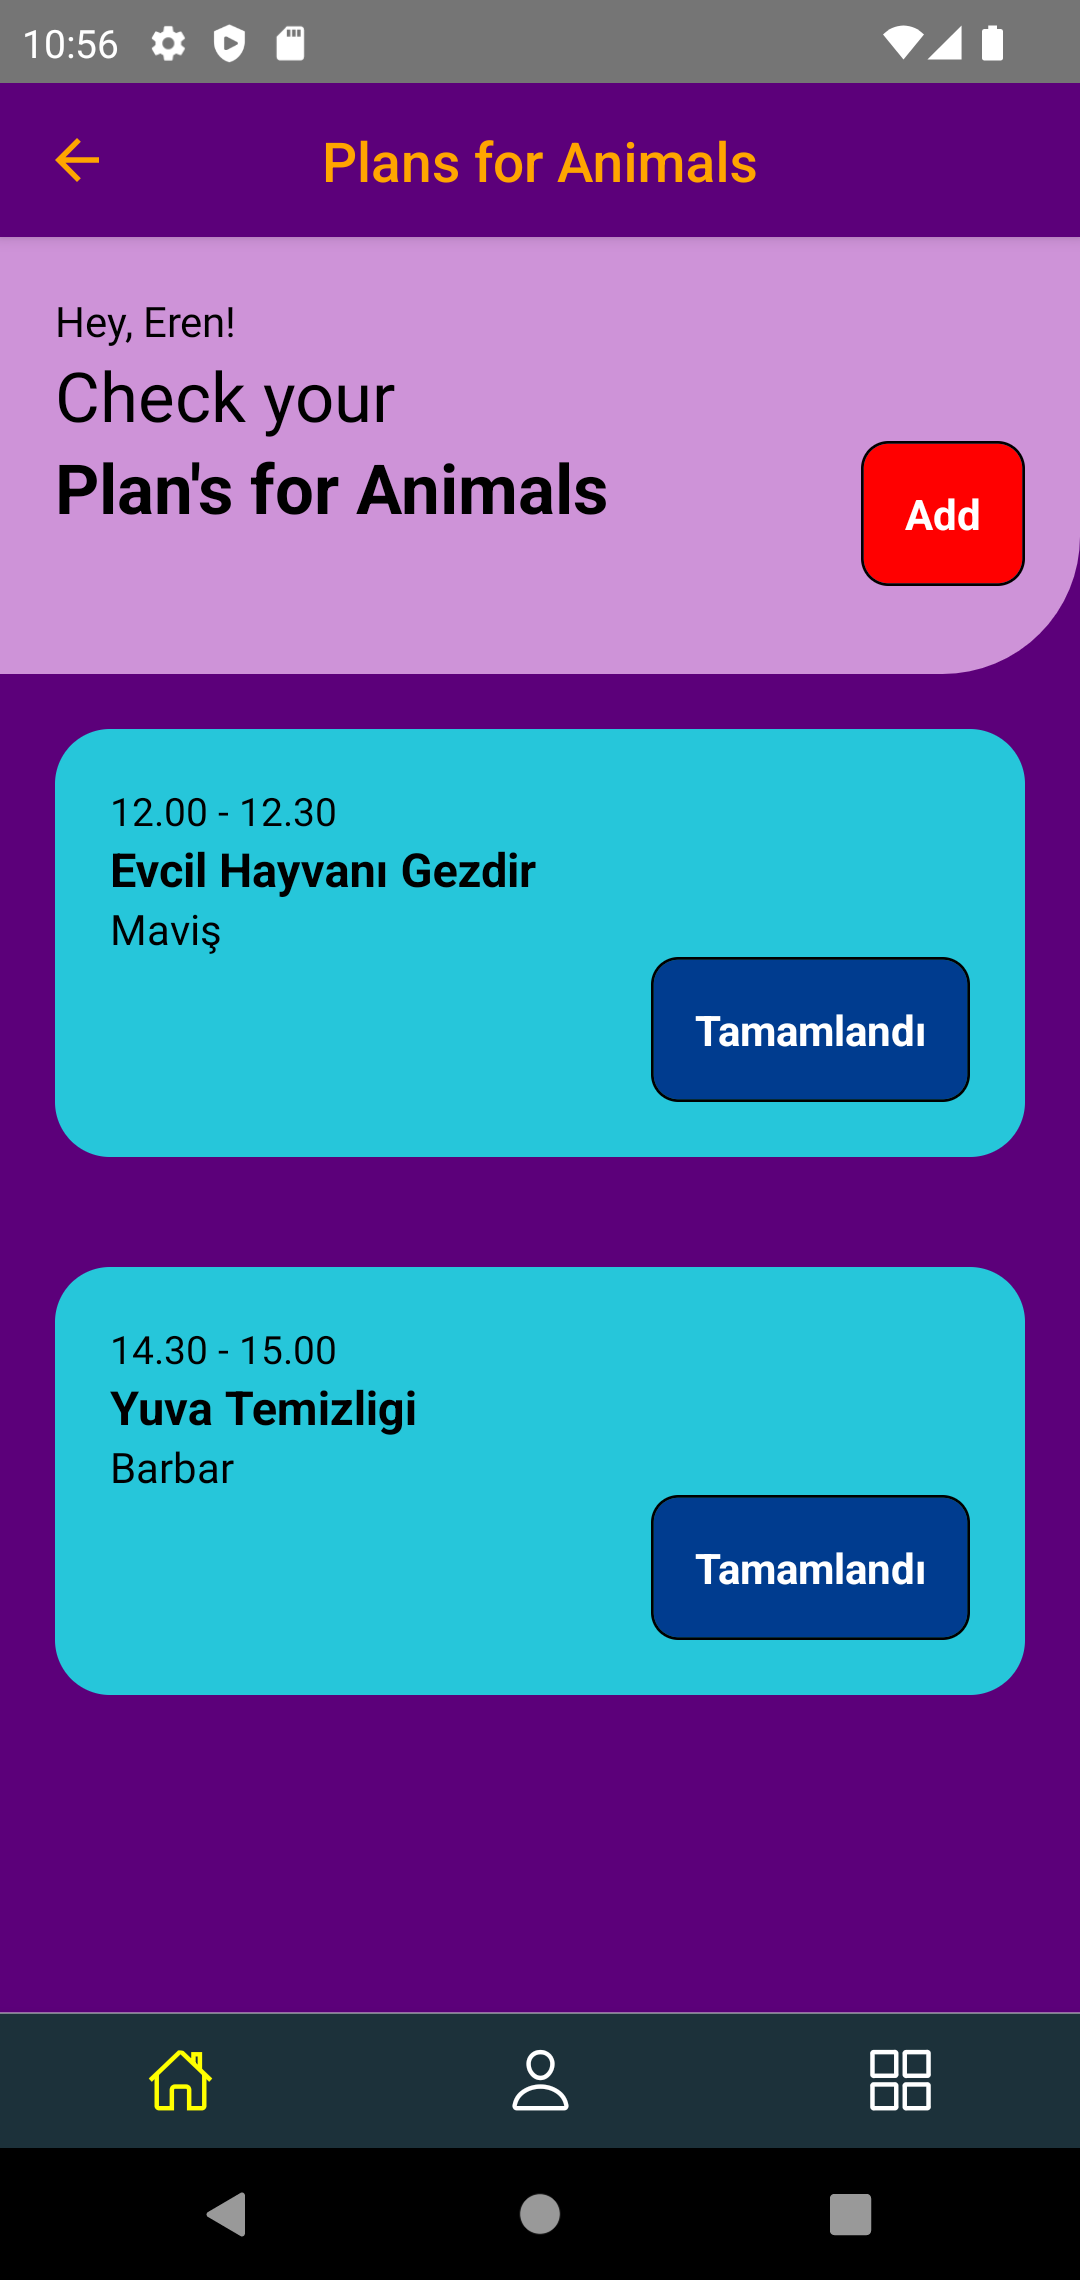 10:56
Plans for Animals
Hey, Eren!
Check your
Plan's for Animals
Add
12.00 - 12.30
Evcil Hayvanı Gezdir
Maviş
Tamamlandı
14.30 - 15.00
Yuva Temizligi
Barbar
Tamamlandı